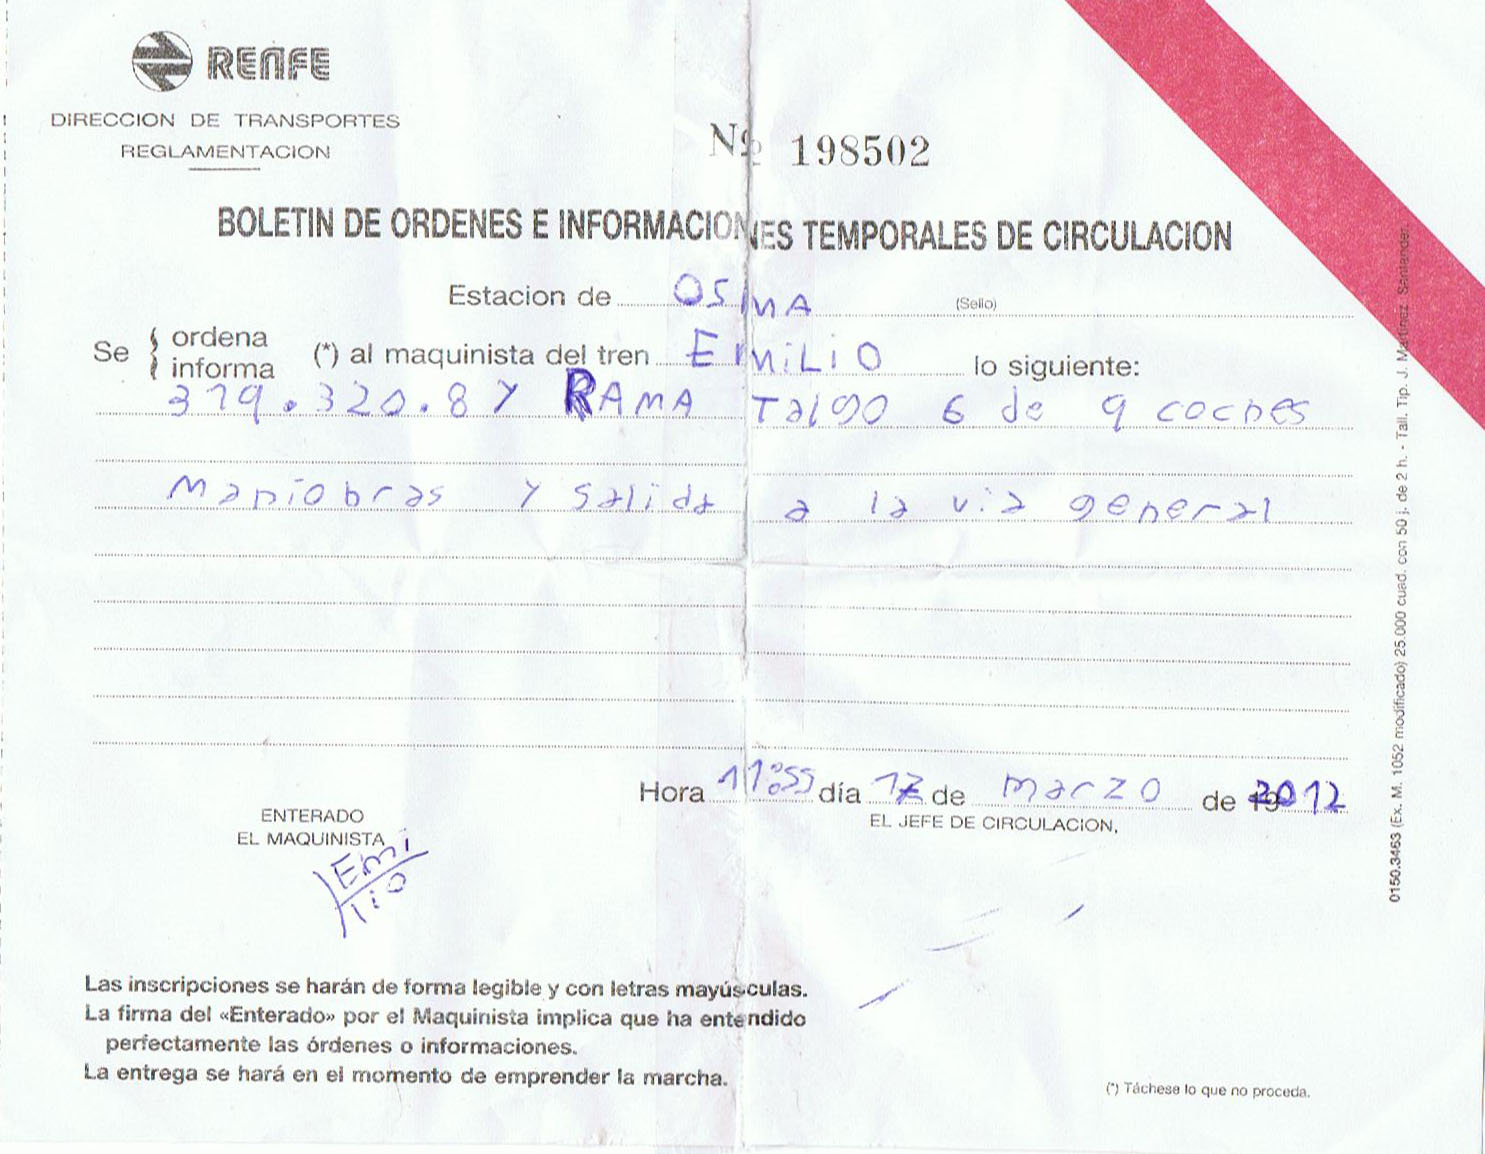 RENFE
DIRECCION DE TRANSPORTES
REGLAMENTACION
Nº 198502
BOLETIN DE ORDENES E INFORMACIONES TEMPORALES DE CIRCULACION
Estacion de OSMA (Sello)
Se { ordena informa } (*) al maquinista del tren EMiLiO lo siguiente:
319.320.8 Y RAMA Talgo 6 de 9 coches
Maniobras y salida a la via general
Hora 11:55 día 17 de Marzo de 2012
ENTERADO
EL MAQUINISTA
Emi
lio
EL JEFE DE CIRCULACION,
Las inscripciones se harán de forma legible y con letras mayúsculas.
La firma del «Enterado» por el Maquinista implica que ha entendido
perfectamente las órdenes o informaciones.
La entrega se hará en el momento de emprender la marcha.
(*) Táchese lo que no proceda.
0150.3463 (Ex. M. 1052 modificado) 25.000 cuad. con 50 j. de 2 h. - Tall. Tip. J. Martínez. Santander.